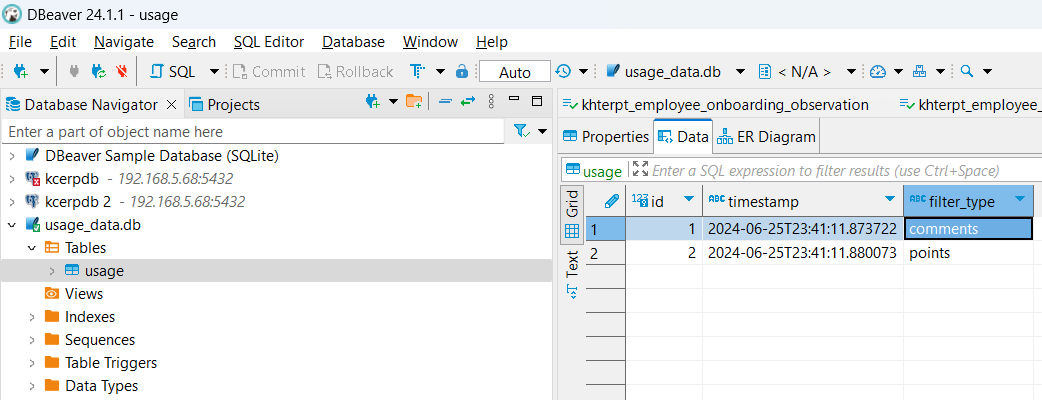 DBeaver 24.1.1 - usage
File Edit Navigate Search SQL Editor Database Window Help
SQL Commit Rollback Auto usage_data.db < N/A >
Database Navigator Projects
Enter a part of object name here
DBeaver Sample Database (SQLite)
kcerpdb - 192.168.5.68:5432
kcerpdb 2 - 192.168.5.68:5432
usage_data.db
Tables
usage
Views
Indexes
Sequences
Table Triggers
Data Types
khterpt_employee_onboarding_observation khterpt_employee_
Properties Data ER Diagram
usage Enter a SQL expression to filter results (use Ctrl+Space)
Grid
Text
123 id ABC timestamp ABC filter_type
1 1 2024-06-25T23:41:11.873722 comments
2 2 2024-06-25T23:41:11.880073 points